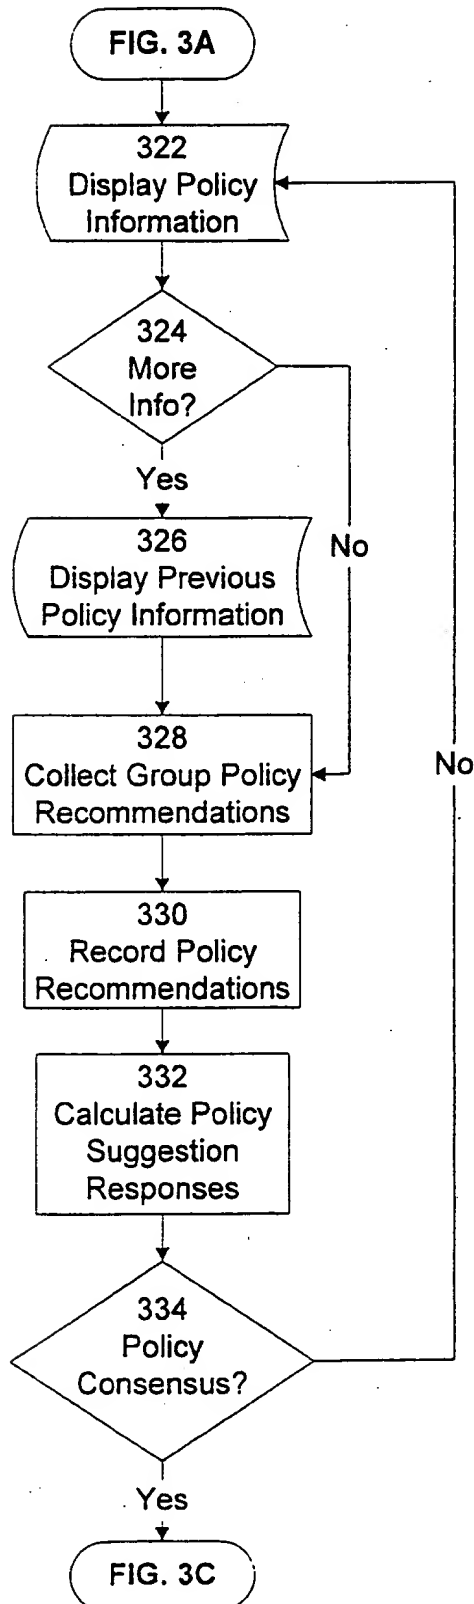 FIG. 3A
322
Display Policy
Information
324
More
Info?
Yes
No
326
Display Previous
Policy Information
328
Collect Group Policy
Recommendations
No
330
Record Policy
Recommendations
332
Calculate Policy
Suggestion
Responses
334
Policy
Consensus?
Yes
FIG. 3C